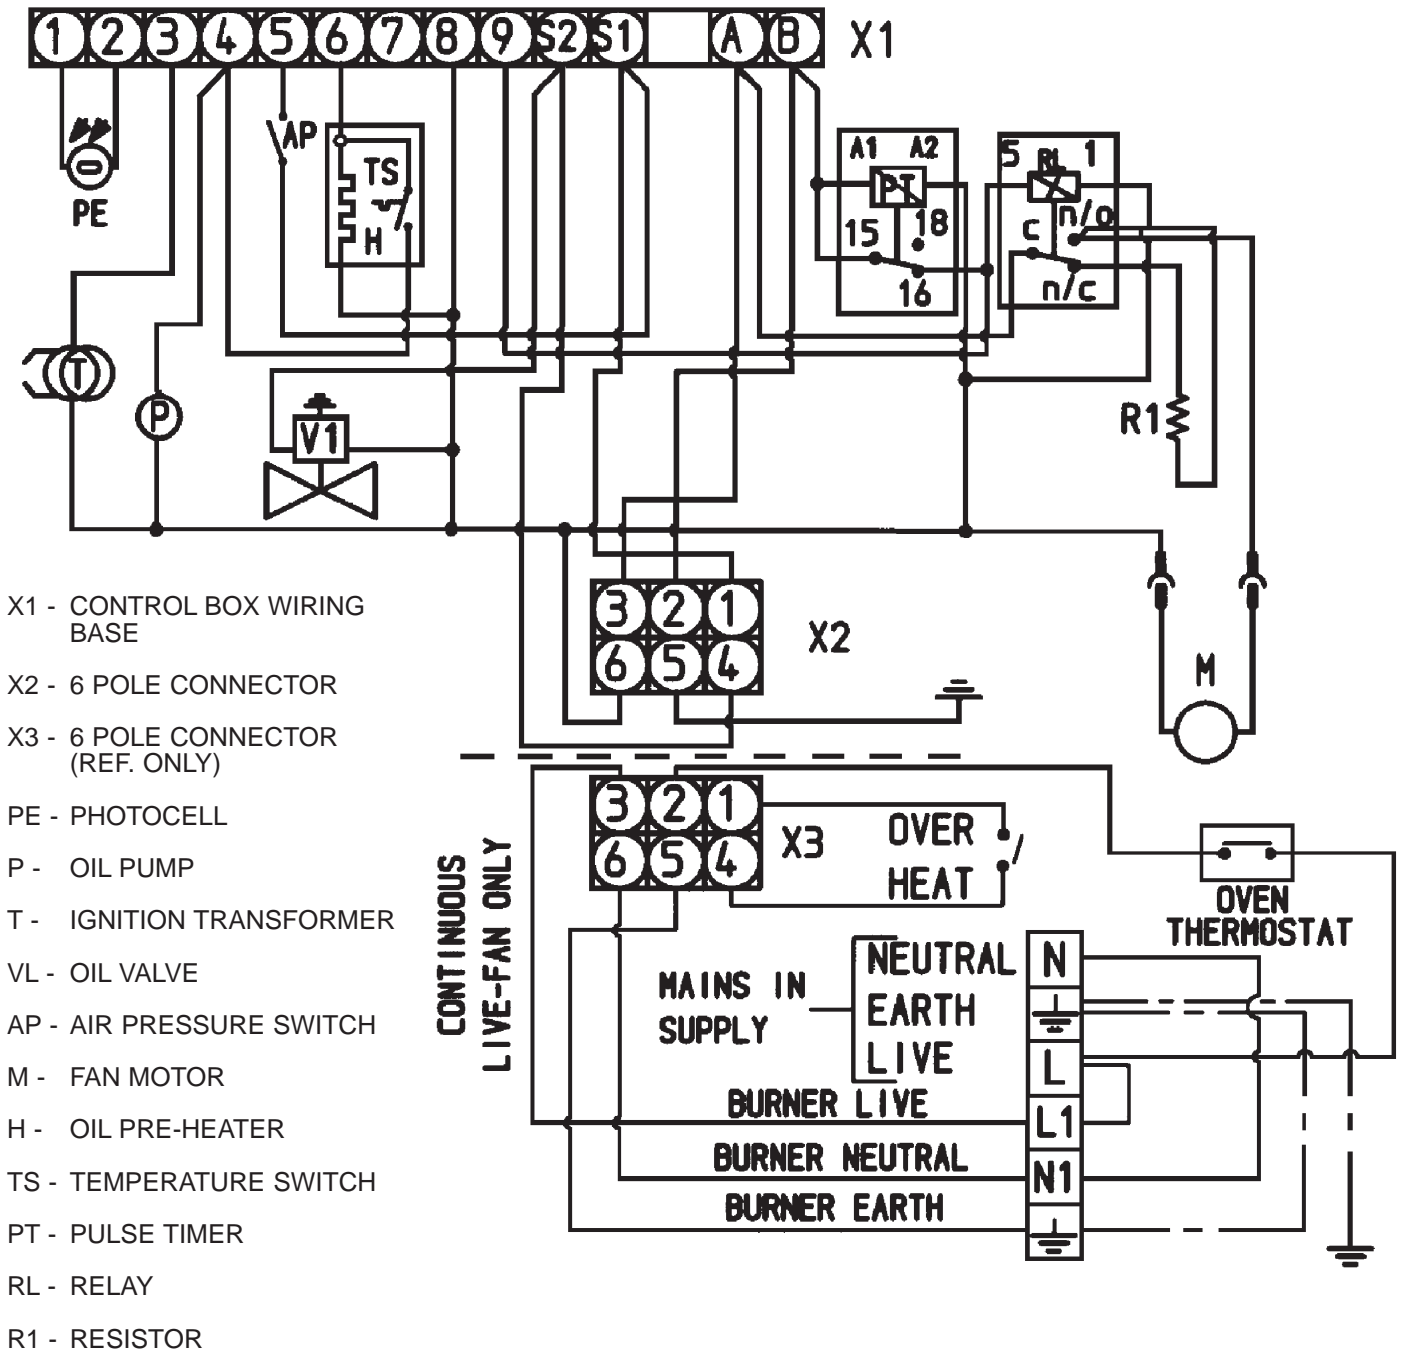 1 2 3 4 5 6 7 8 9 S2 S1 A B X1
AP
TS
H
PE
A1 A2
PT
15 18
16
5 RL 1
n/o
c
n/c
T
P
V1
R1
3 2 1
6 5 4
X2
M
X1 - CONTROL BOX WIRING
BASE
X2 - 6 POLE CONNECTOR
X3 - 6 POLE CONNECTOR
(REF. ONLY)
PE - PHOTOCELL
P - OIL PUMP
T - IGNITION TRANSFORMER
VL - OIL VALVE
AP - AIR PRESSURE SWITCH
M - FAN MOTOR
H - OIL PRE-HEATER
TS - TEMPERATURE SWITCH
PT - PULSE TIMER
RL - RELAY
R1 - RESISTOR
CONTINUOUS
LIVE-FAN ONLY
3 2 1
6 5 4
X3
OVER
HEAT
OVEN
THERMOSTAT
MAINS IN
SUPPLY
NEUTRAL N
EARTH
LIVE L
BURNER LIVE L1
BURNER NEUTRAL N1
BURNER EARTH